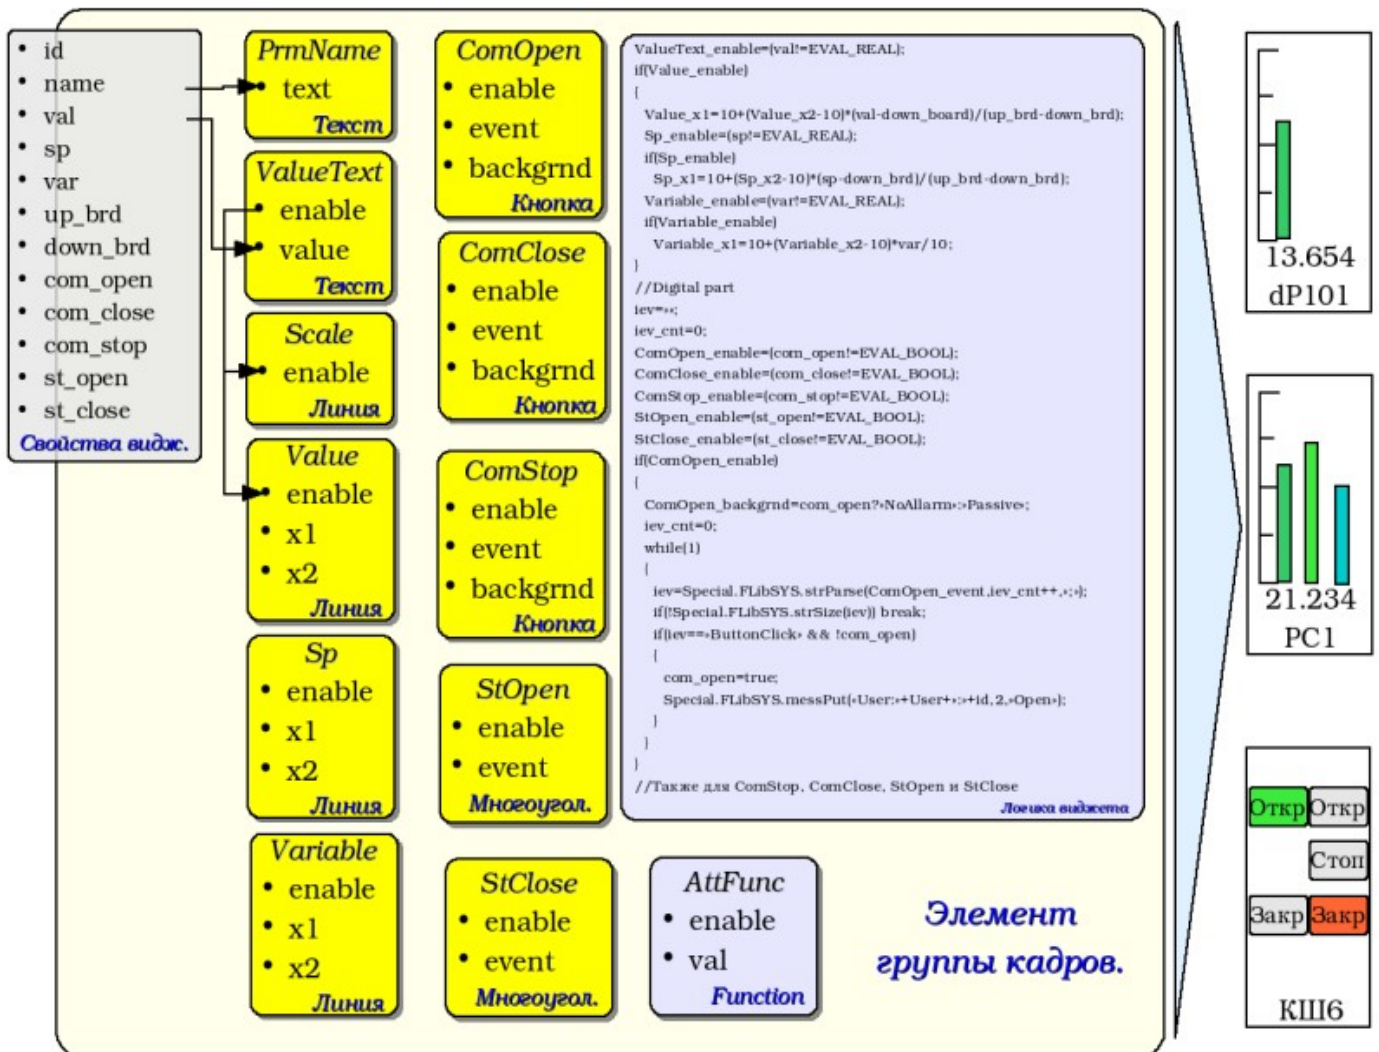 id
name
val
sp
var
up_brd
down_brd
com_open
com_close
com_stop
st_open
st_close
Свойства видж.
PrmName
text
Текст
ValueText
enable
value
Текст
Scale
enable
Линия
Value
enable
x1
x2
Линия
Sp
enable
x1
x2
Линия
Variable
enable
x1
x2
Линия
ComOpen
enable
event
backgrnd
Кнопка
ComClose
enable
event
backgrnd
Кнопка
ComStop
enable
event
backgrnd
Кнопка
StOpen
enable
event
Многоугол.
StClose
enable
event
Многоугол.
ValueText_enable=(val!=EVAL_REAL);
if(Value_enable)
{
Value_x1=10+(Value_x2-10)*(val-down_board)/(up_brd-down_brd);
Sp_enable=(sp!=EVAL_REAL);
if(Sp_enable)
Sp_x1=10+(Sp_x2-10)*(sp-down_brd)/(up_brd-down_brd);
Variable_enable=(var!=EVAL_REAL);
if(Variable_enable)
Variable_x1=10+(Variable_x2-10)*var/10;
}
//Digital part
iev=«»;
iev_cnt=0;
ComOpen_enable=(com_open!=EVAL_BOOL);
ComClose_enable=(com_close!=EVAL_BOOL);
ComStop_enable=(com_stop!=EVAL_BOOL);
StOpen_enable=(st_open!=EVAL_BOOL);
StClose_enable=(st_close!=EVAL_BOOL);
if(ComOpen_enable)
{
ComOpen_backgrnd=com_open?»NoAllarm»:»Passive»;
iev_cnt=0;
while(1)
{
iev=Special.FLibSYS.strParse(ComOpen_event,iev_cnt++,»;»);
if(!Special.FLibSYS.strSize(iev)) break;
if(iev==»ButtonClick» && !com_open)
{
com_open=true;
Special.FLibSYS.messPut(«User:»+User+»:»+id,2,»Open»);
}
}
}
//Также для ComStop, ComClose, StOpen и StClose
Логика виджета
AttFunc
enable
val
Function
Элемент
группы кадров.
13.654
dP101
21.234
PC1
Откр Откр
Стоп
Закр Закр
КШ6